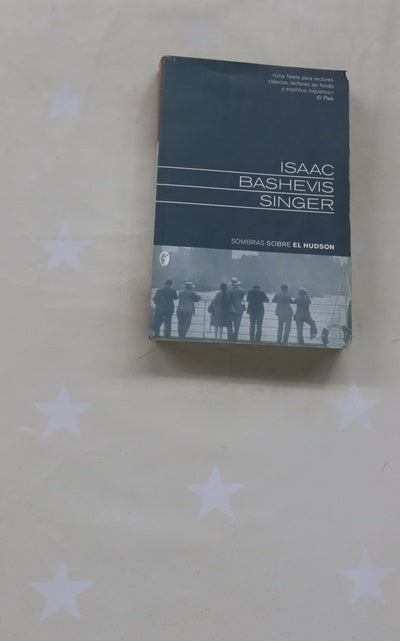 «Una fiesta para lectores
clásicos, lectores de fondo
y espíritus inquietos»
El País
ISAAC
BASHEVIS
SINGER
SOMBRAS SOBRE EL HUDSON